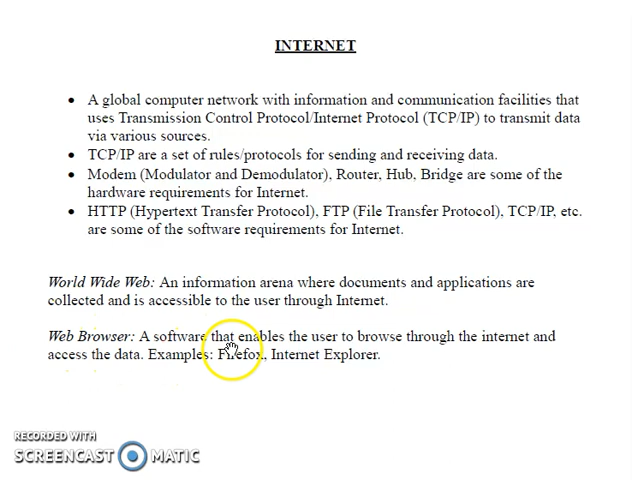 INTERNET
• A global computer network with information and communication facilities that
uses Transmission Control Protocol/Internet Protocol (TCP/IP) to transmit data
via various sources.
• TCP/IP are a set of rules/protocols for sending and receiving data.
• Modem (Modulator and Demodulator), Router, Hub, Bridge are some of the
hardware requirements for Internet.
• HTTP (Hypertext Transfer Protocol), FTP (File Transfer Protocol), TCP/IP, etc.
are some of the software requirements for Internet.
World Wide Web: An information arena where documents and applications are
collected and is accessible to the user through Internet.
Web Browser: A software that enables the user to browse through the internet and
access the data. Examples: Firefox, Internet Explorer.
RECORDED WITH
SCREENCAST MATIC